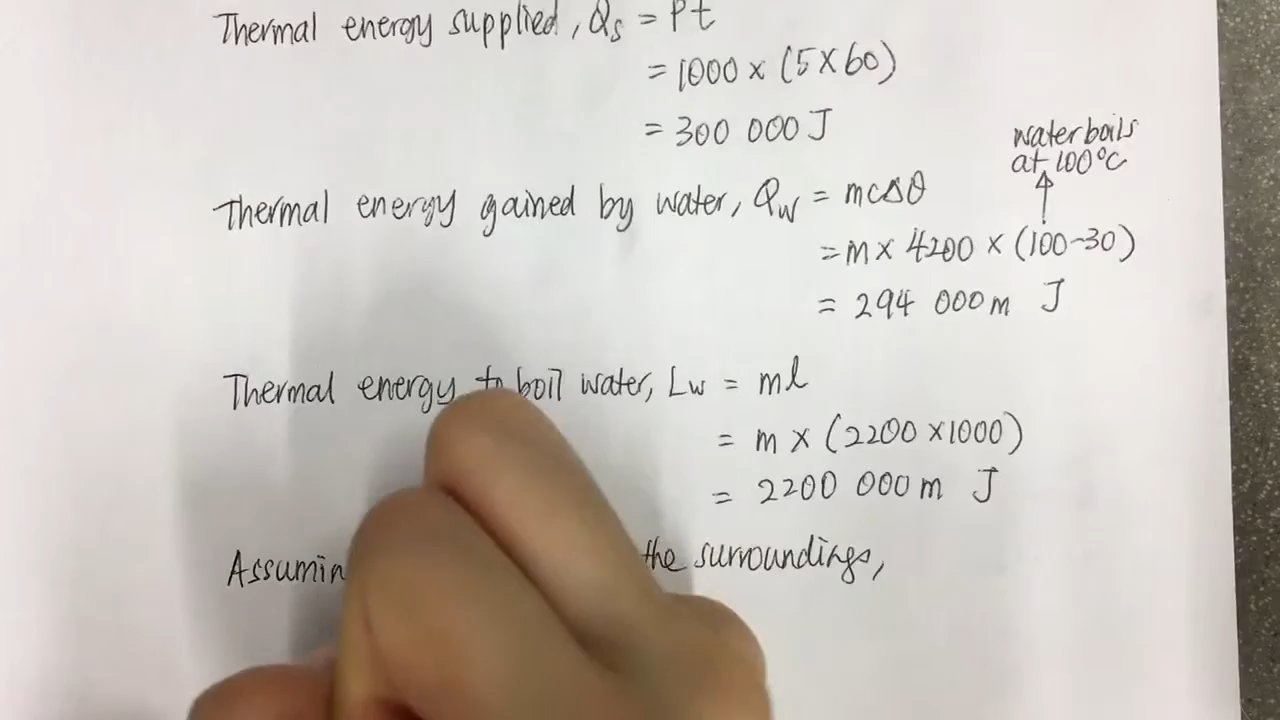 Thermal energy supplied, Qs = Pt
= 1000 × (5×60)
= 300 000 J
water boils
at 100°C
Thermal energy gained by water, Qw = mcΔθ
= m × 4200 × (100-30)
= 294 000m J
Thermal energy to boil water, Lw = ml
= m × (2200 ×1000)
= 2200 000m J
the surroundings,